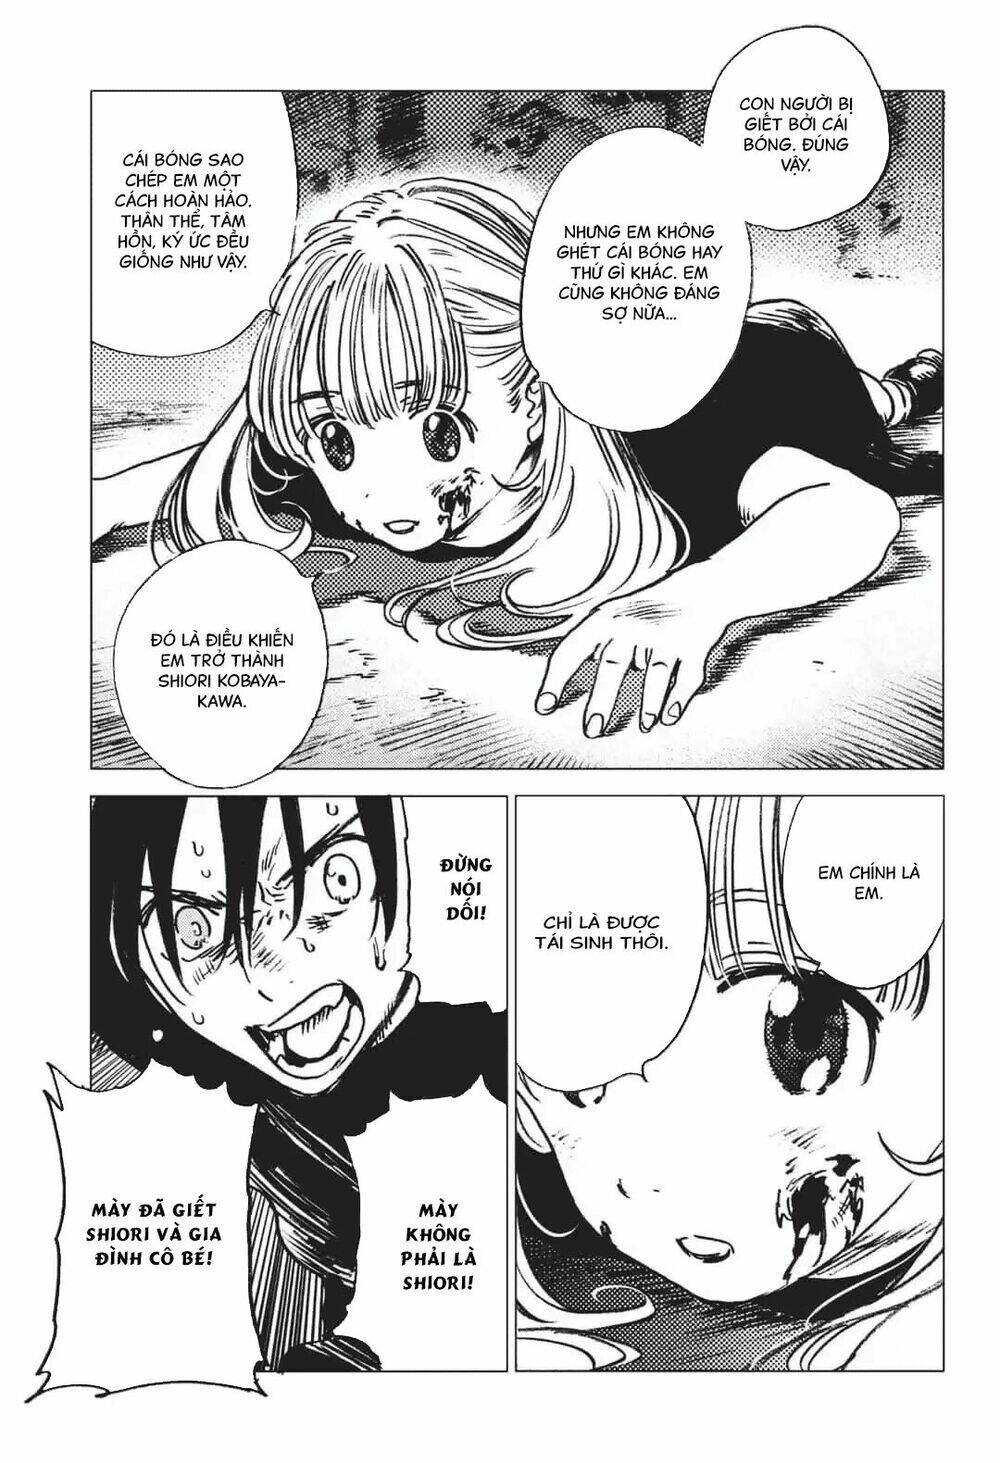 CON NGƯỜI BỊ
GIẾT BỞI CÁI
BÓNG. ĐÚNG
VẬY.
NHƯNG EM KHÔNG
GHÉT CÁI BÓNG HAY
THỨ GÌ KHÁC. EM
CŨNG KHÔNG ĐÁNG
SỢ NỮA...
CÁI BÓNG SAO
CHÉP EM MỘT
CÁCH HOÀN HẢO.
THÂN THỂ, TÂM
HỒN, KÝ ỨC ĐỀU
GIỐNG NHƯ VẬY.
ĐÓ LÀ ĐIỀU KHIẾN
EM TRỞ THÀNH
SHIORI KOBAYA-
KAWA.
EM CHÍNH LÀ
EM.
CHỈ LÀ ĐƯỢC
TÁI SINH THÔI.
ĐỪNG
NÓI
DỐI!
MÀY
KHÔNG
PHẢI LÀ
SHIORI!
MÀY ĐÃ GIẾT
SHIORI VÀ GIA
ĐÌNH CÔ BÉ!